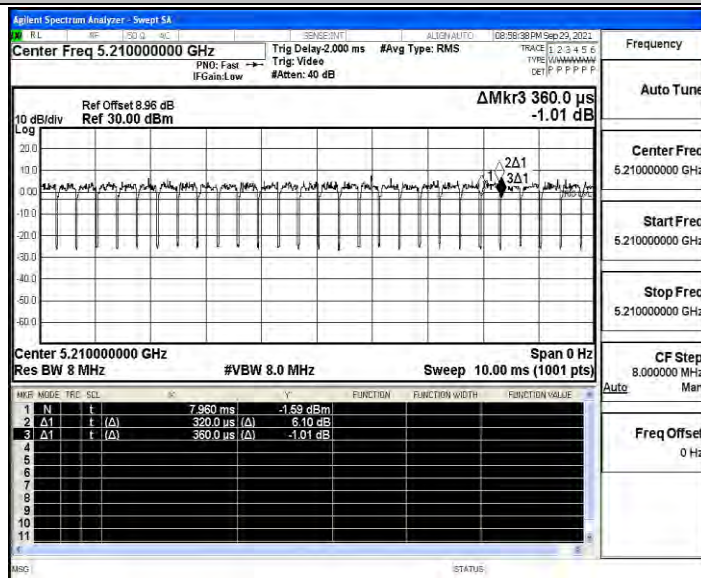 Agilent Spectrum Analyzer - Swept SA
RL RF 50 Ω AC SENSE:INT ALIGNAUTO 08:58:38 PM Sep 29, 2021
Center Freq 5.210000000 GHz
PNO: Fast
IFGain:Low
Trig Delay-2.000 ms
Trig: Video
#Atten: 40 dB
#Avg Type: RMS
TRACE 1 2 3 4 5 6
TYPE WWWWWW
DET P P P P P P
Frequency
Auto Tune
Center Freq
5.210000000 GHz
Start Freq
5.210000000 GHz
Stop Freq
5.210000000 GHz
CF Step
8.000000 MHz
Auto Man
Freq Offset
0 Hz
ΔMkr3 360.0 µs
-1.01 dB
Ref Offset 8.96 dB
10 dB/div Ref 30.00 dBm
Log
20.0
10.0
0.00
-10.0
-20.0
-30.0
-40.0
-50.0
-60.0
1
2Δ1
3Δ1
Center 5.210000000 GHz Span 0 Hz
Res BW 8 MHz #VBW 8.0 MHz Sweep 10.00 ms (1001 pts)
MKR MODE TRC SCL X Y FUNCTION FUNCTION WIDTH FUNCTION VALUE
1 N t 7.960 ms -1.59 dBm
2 Δ1 t (Δ) 320.0 µs (Δ) 6.10 dB
3 Δ1 t (Δ) 360.0 µs (Δ) -1.01 dB
4
5
6
7
8
9
10
11
MSG STATUS